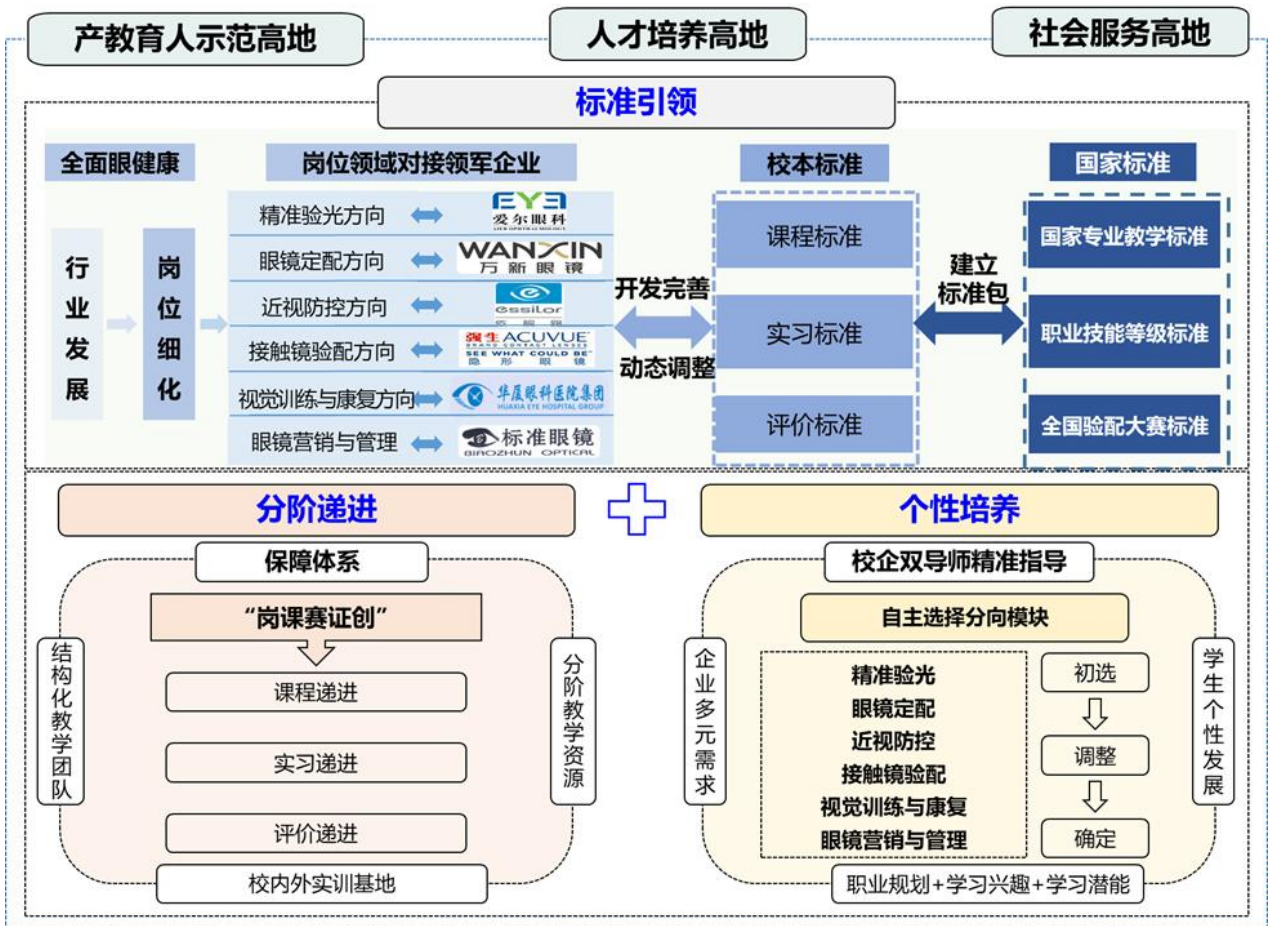 产教育人示范高地
人才培养高地
社会服务高地
标准引领
全面眼健康
岗位领域对接领军企业
校本标准
国家标准
行业发展
岗位细化
精准验光方向
EYE
爱尔眼科
眼镜定配方向
WANXIN
万新眼镜
近视防控方向
essilor
接触镜验配方向
强生 ACUVUE
BRAND CONTACT LENSES
SEE WHAT COULD BE
隐形眼镜
视觉训练与康复方向
华厦眼科医院集团
HUAXIA EYE HOSPITAL GROUP
眼镜营销与管理
标准眼镜
BIAOZHUN OPTICAL
开发完善
动态调整
课程标准
实习标准
评价标准
建立
标准包
国家专业教学标准
职业技能等级标准
全国验配大赛标准
分阶递进
个性培养
保障体系
“岗课赛证创”
课程递进
实习递进
评价递进
校内外实训基地
结构化教学团队
分阶教学资源
校企双导师精准指导
自主选择分向模块
企业多元需求
精准验光
眼镜定配
近视防控
接触镜验配
视觉训练与康复
眼镜营销与管理
初选
调整
确定
学生个性发展
职业规划+学习兴趣+学习潜能